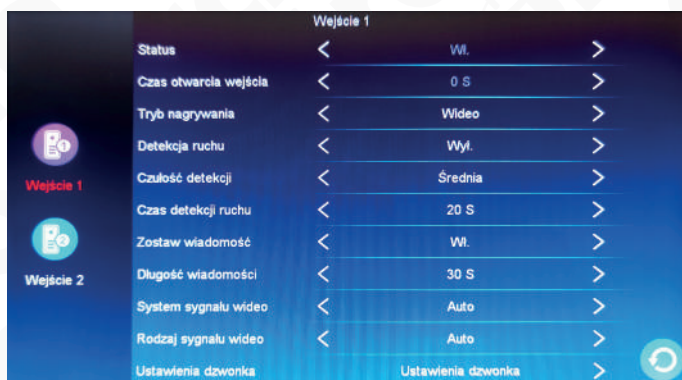 Wejście 1
Status < Wł. >
Czas otwarcia wejścia < 0 S >
Tryb nagrywania < Wideo >
Detekcja ruchu < Wył. >
Czułość detekcji < Średnia >
Czas detekcji ruchu < 20 S >
Zostaw wiadomość < Wł. >
Długość wiadomości < 30 S >
System sygnału wideo < Auto >
Rodzaj sygnału wideo < Auto >
Ustawienia dzwonka Ustawienia dzwonka >
1
Wejście 1
2
Wejście 2